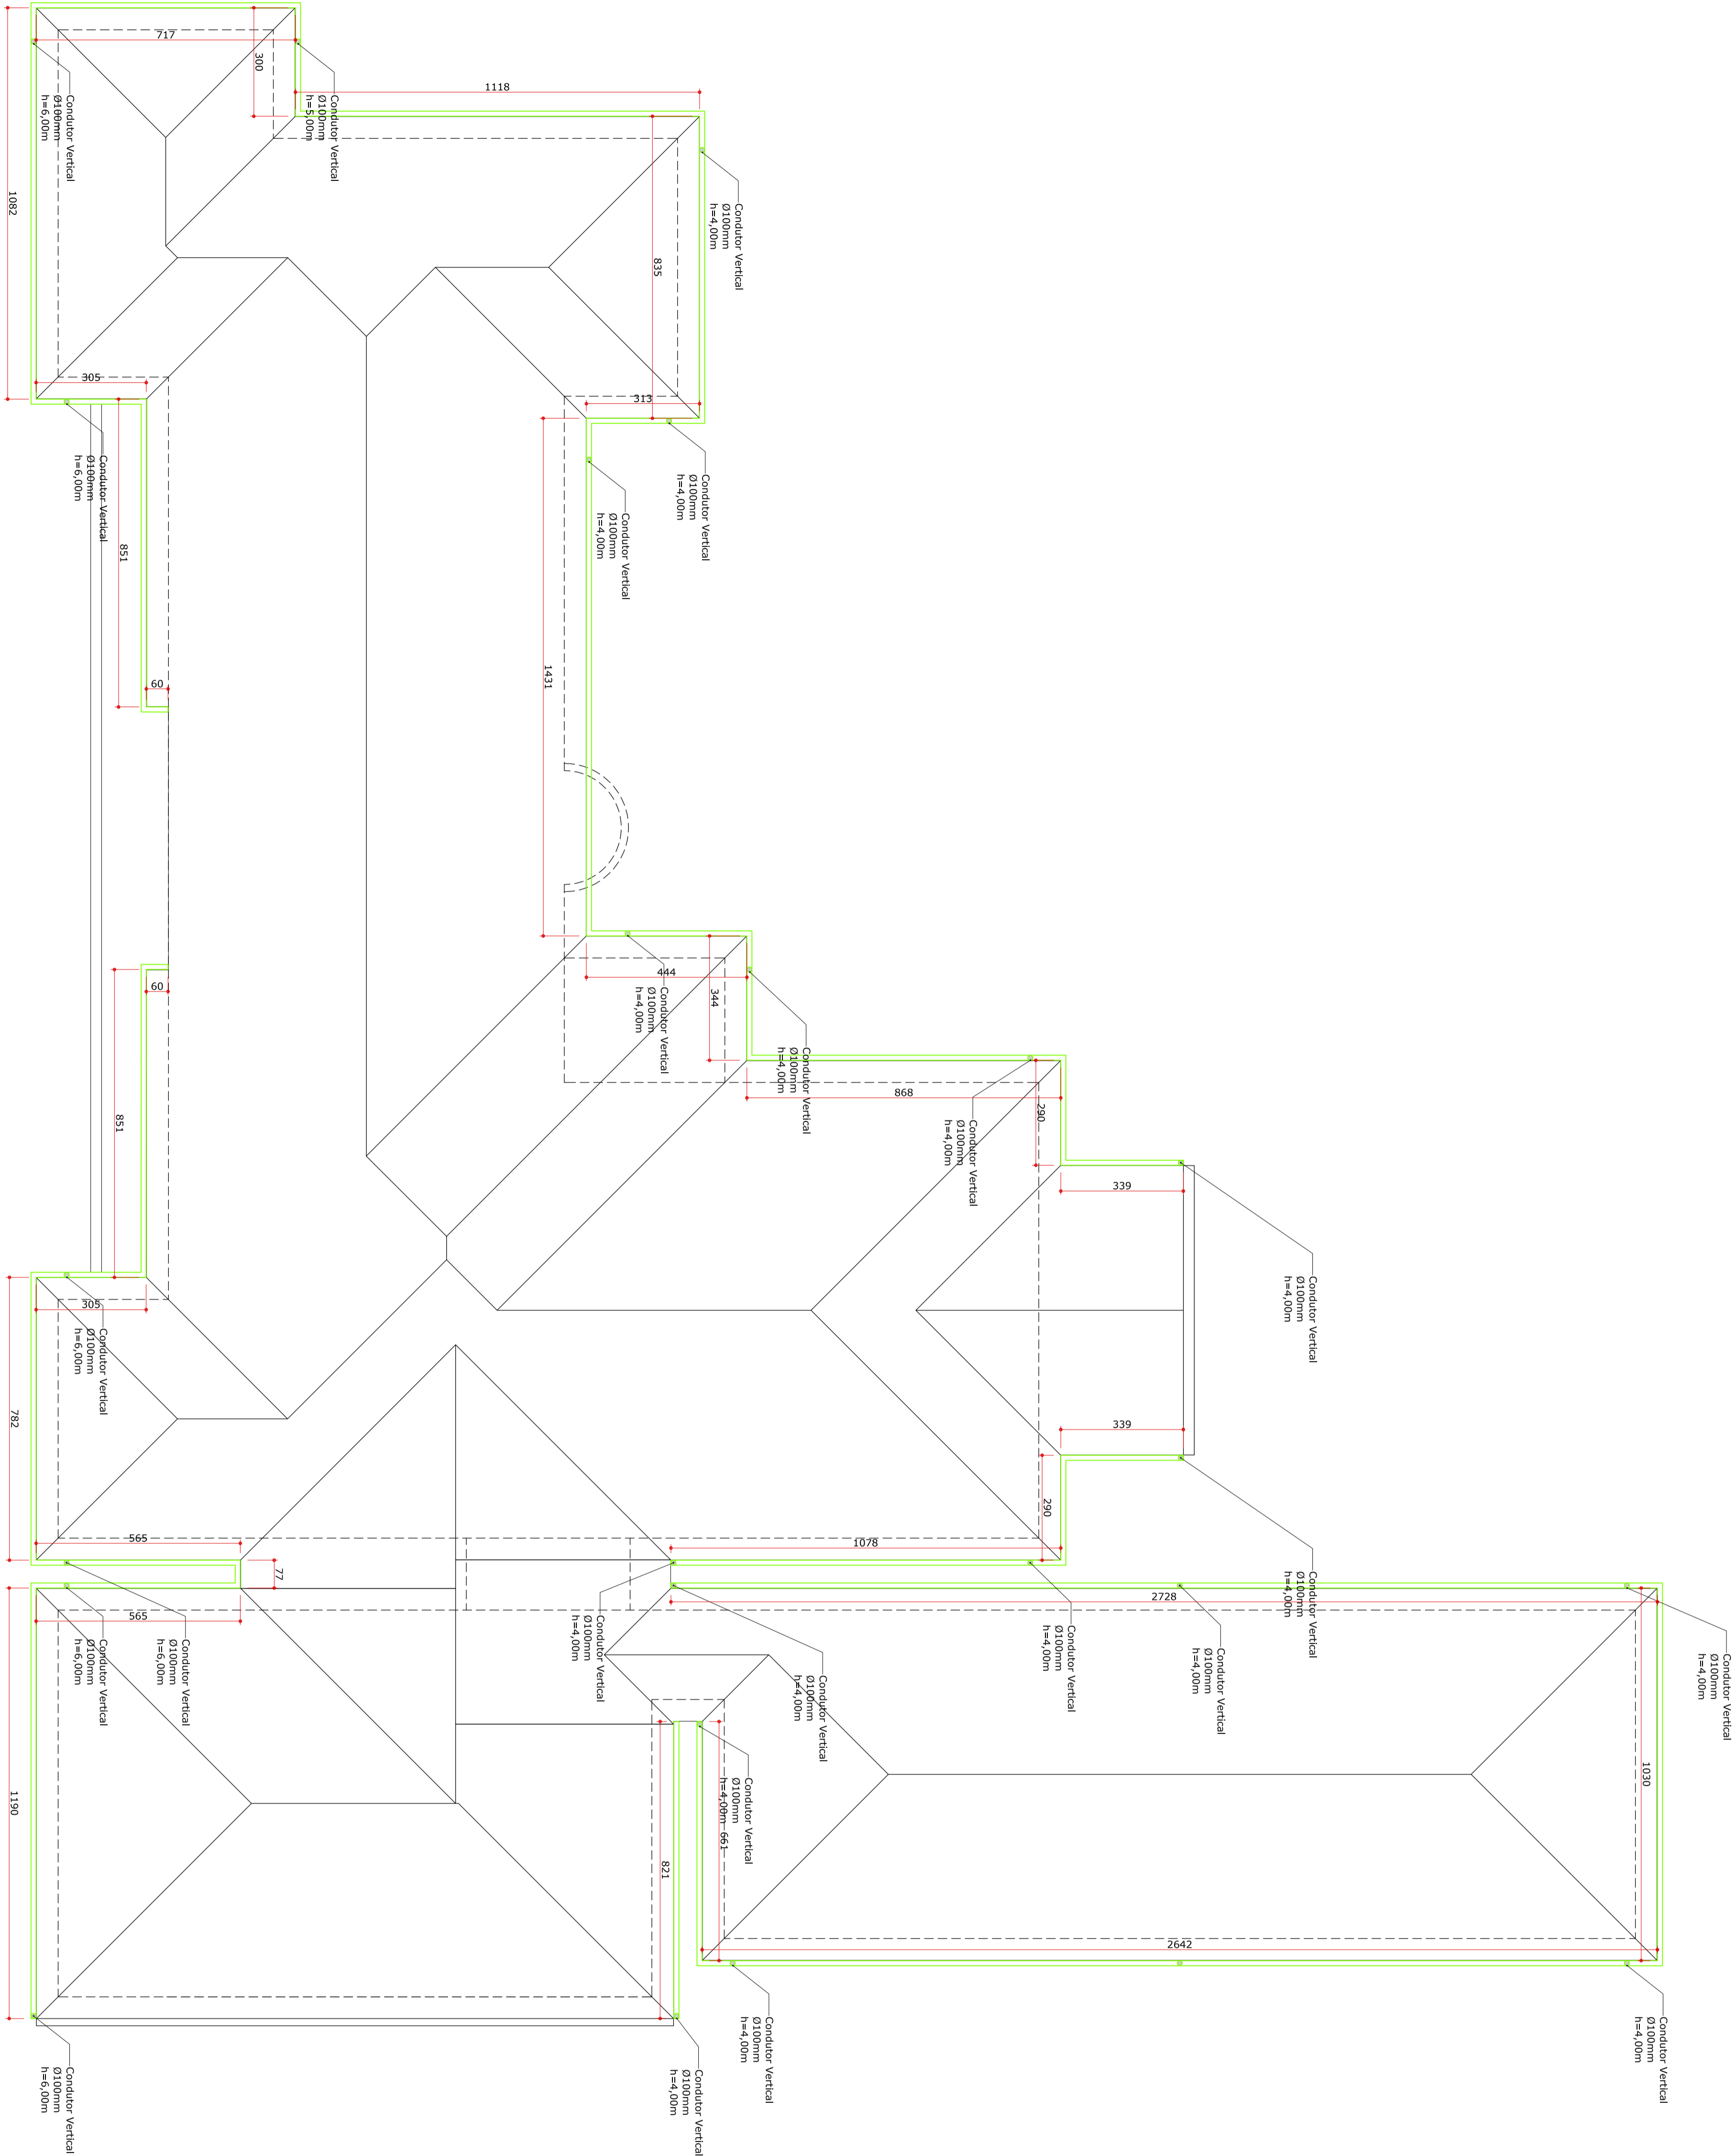 717
300
1118
Condutor Vertical
Ø100mm
h=6,00m
Condutor Vertical
Ø100mm
h=5,00m
Condutor Vertical
Ø100mm
h=4,00m
1082
835
305
313
Condutor Vertical
Ø100mm
h=6,00m
Condutor Vertical
Ø100mm
h=4,00m
Condutor Vertical
Ø100mm
h=4,00m
851
1431
60
444
344
60
Condutor Vertical
Ø100mm
h=4,00m
Condutor Vertical
Ø100mm
h=4,00m
868
290
851
Condutor Vertical
Ø100mm
h=4,00m
339
305
Condutor Vertical
Ø100mm
h=4,00m
Condutor Vertical
Ø100mm
h=6,00m
782
339
290
565
1078
77
Condutor Vertical
Ø100mm
h=4,00m
2728
565
Condutor Vertical
Ø100mm
h=6,00m
Condutor Vertical
Ø100mm
h=6,00m
Condutor Vertical
Ø100mm
h=4,00m
Condutor Vertical
Ø100mm
h=4,00m
Condutor Vertical
Ø100mm
h=4,00m
Condutor Vertical
Ø100mm
h=4,00m
Condutor Vertical
Ø100mm
h=4,00m
1190
Condutor Vertical
Ø100mm
h=4,00m
661
821
1030
2642
Condutor Vertical
Ø100mm
h=4,00m
Condutor Vertical
Ø100mm
h=4,00m
Condutor Vertical
Ø100mm
h=6,00m
Condutor Vertical
Ø100mm
h=4,00m